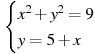 x² + y² = 9
y = 5 + x